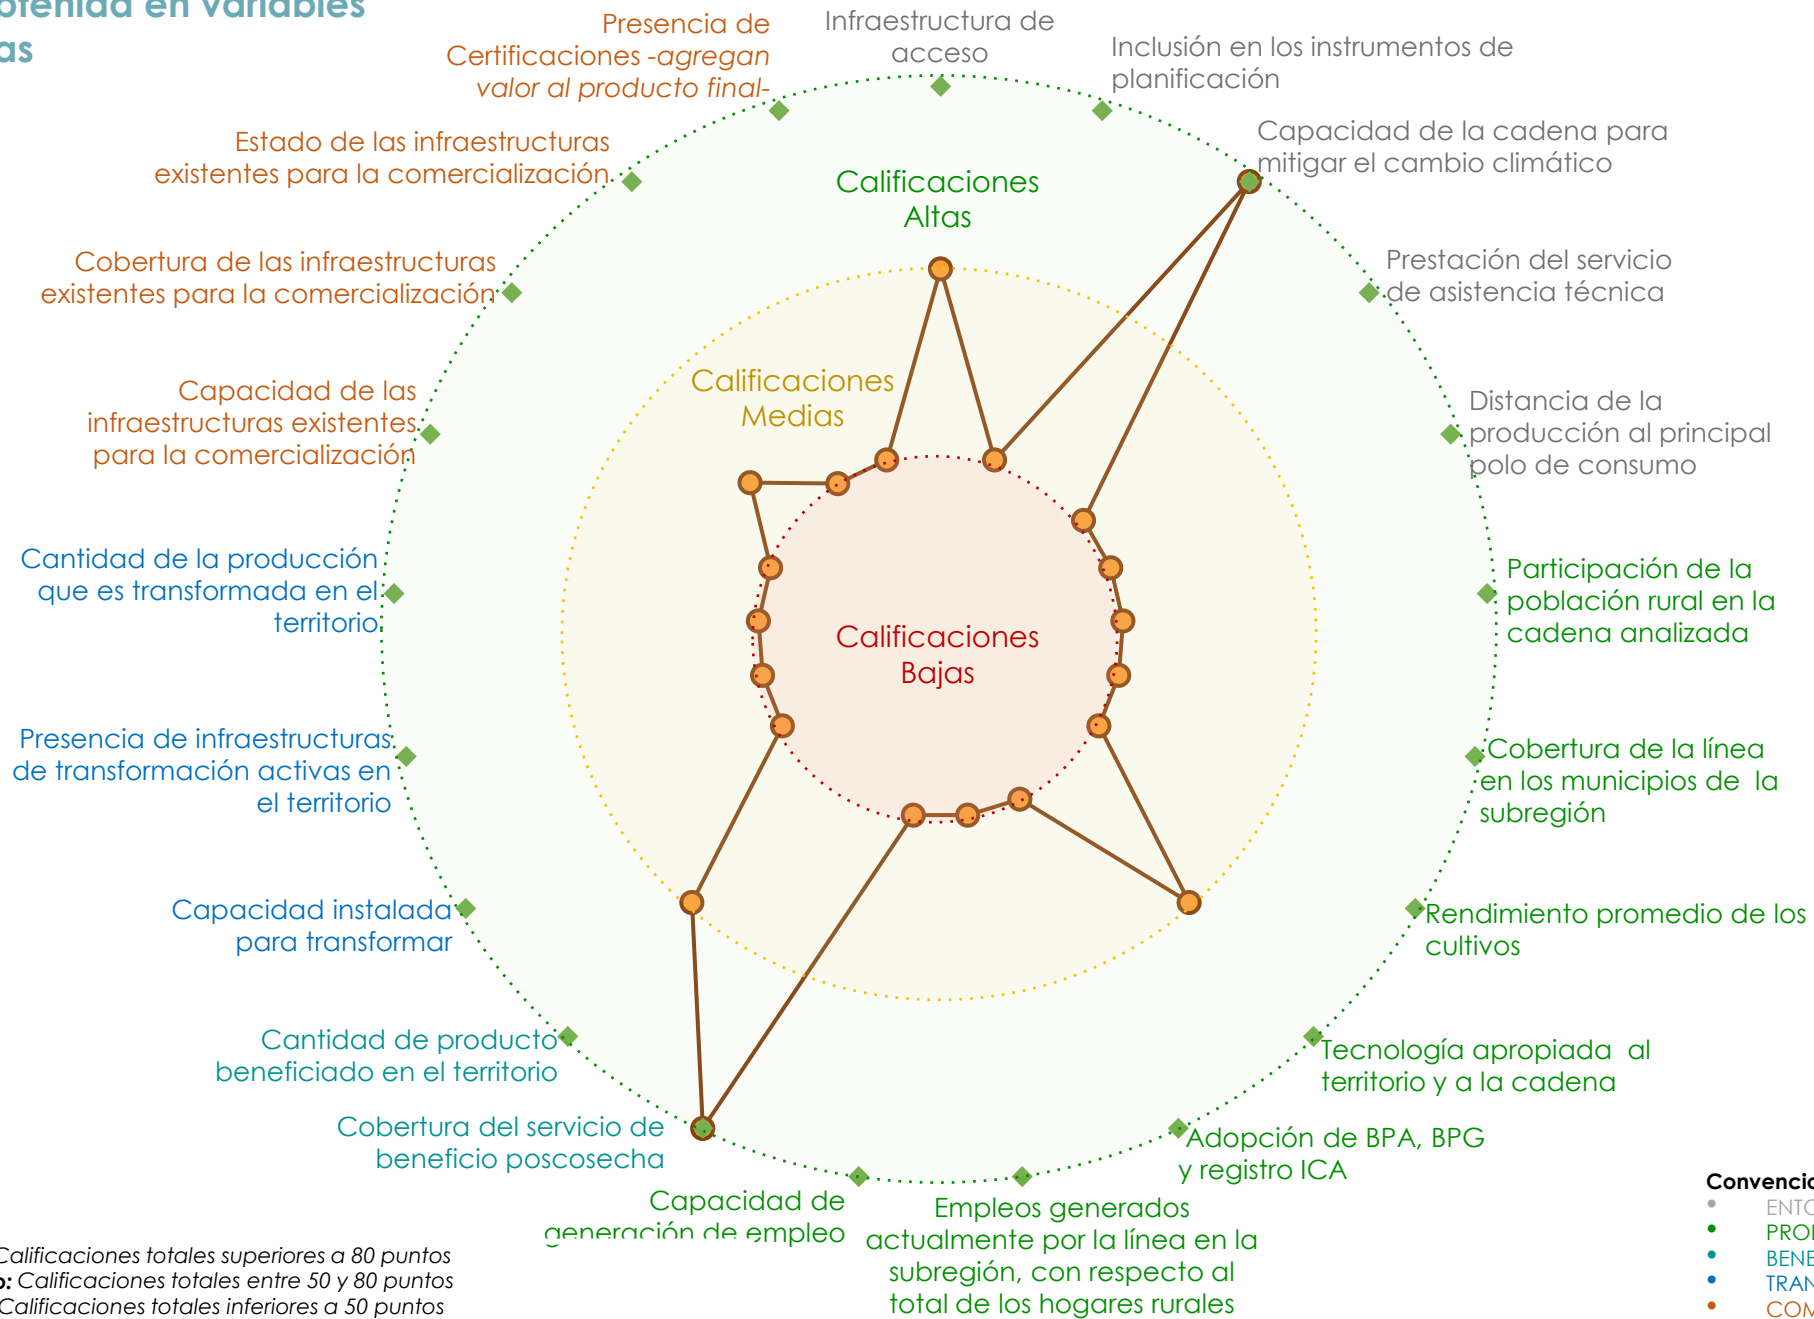 btenida en variables
as
Presencia de
Certificaciones -agregan
valor al producto final-
Infraestructura de
acceso
Inclusión en los instrumentos de
planificación
Capacidad de la cadena para
mitigar el cambio climático
Prestación del servicio
de asistencia técnica
Distancia de la
producción al principal
polo de consumo
Participación de la
población rural en la
cadena analizada
Cobertura de la línea
en los municipios de la
subregión
Rendimiento promedio de los
cultivos
Tecnología apropiada al
territorio y a la cadena
Adopción de BPA, BPG
y registro ICA
Empleos generados
actualmente por la línea en la
subregión, con respecto al
total de los hogares rurales
Capacidad de
generación de empleo
Cobertura del servicio de
beneficio poscosecha
Cantidad de producto
beneficiado en el territorio
Capacidad instalada
para transformar
Presencia de infraestructuras
de transformación activas en
el territorio
Cantidad de la producción
que es transformada en el
territorio
Capacidad de las
infraestructuras existentes
para la comercialización
Cobertura de las infraestructuras
existentes para la comercialización
Estado de las infraestructuras
existentes para la comercialización
Calificaciones
Altas
Calificaciones
Medias
Calificaciones
Bajas
Calificaciones totales superiores a 80 puntos
o: Calificaciones totales entre 50 y 80 puntos
Calificaciones totales inferiores a 50 puntos
Convencio
• ENTO
• PROD
• BENE
• TRAN
• COM